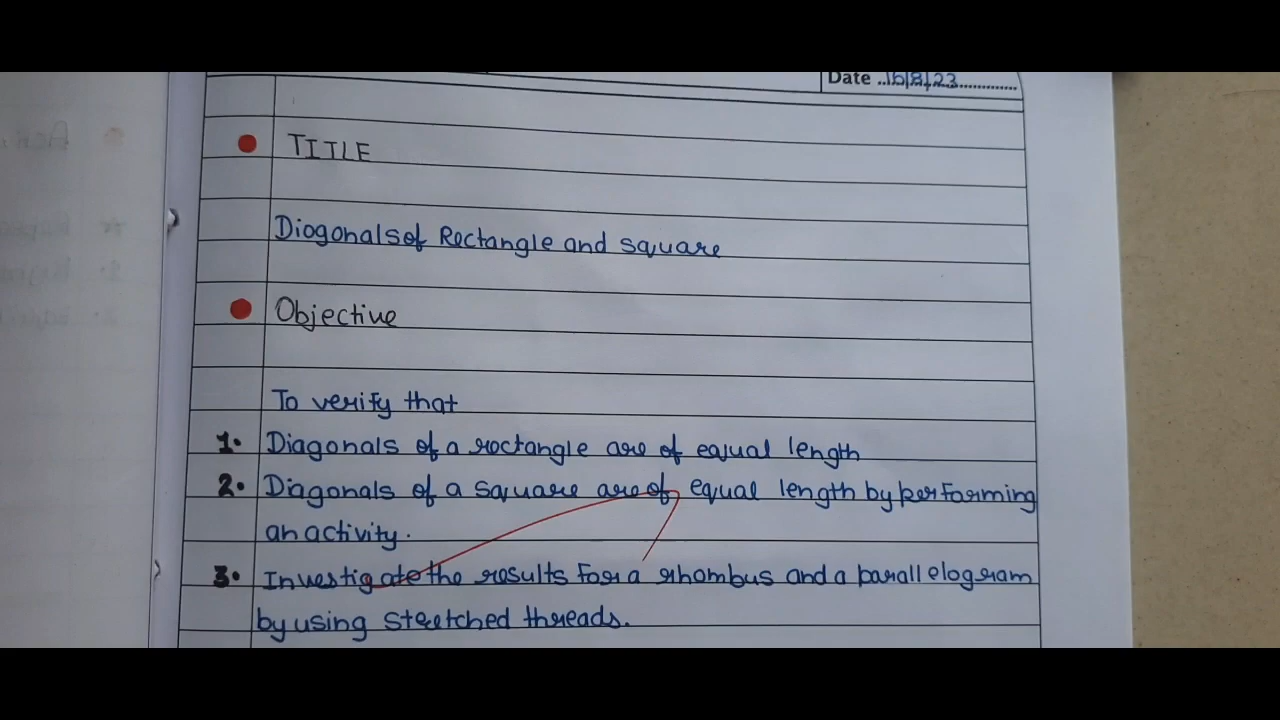 Date ..16|8|23..............
TITLE
Diogonals of Rectangle and square
Objective
To verify that
1. Diagonals of a rectangle are of equal length
2. Diagonals of a square are of equal length by performing
an activity.
3. Investigate the results for a rhombus and a parallelogram
by using stretched threads.